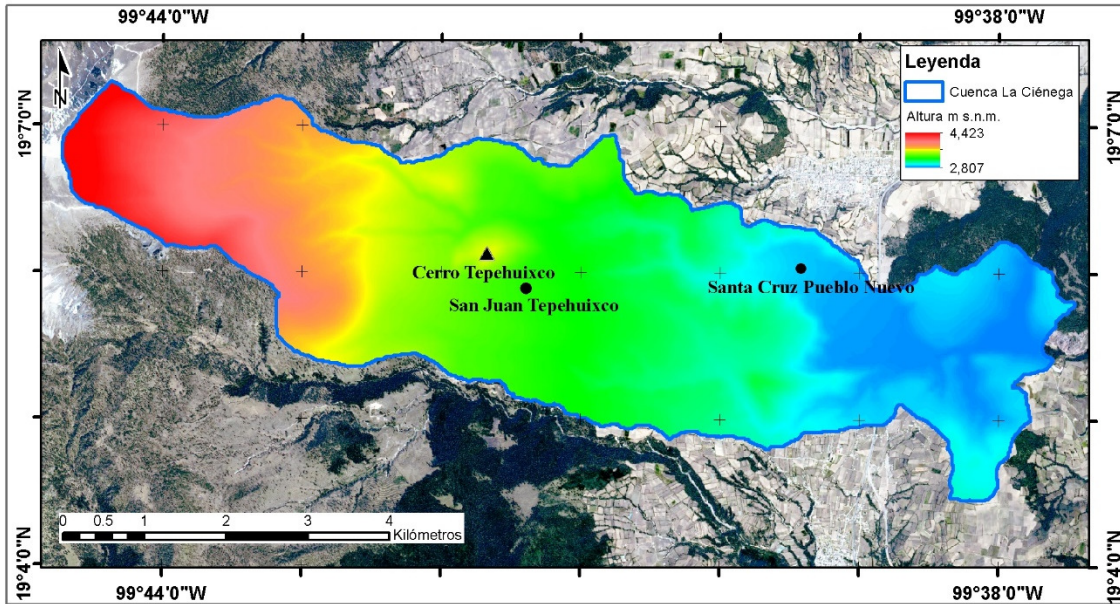 99°44'0"W
99°38'0"W
19°7'0"N
19°7'0"N
N
Leyenda
Cuenca La Ciénega
Altura m s.n.m.
4,423
2,807
Cerro Tepehuixco
San Juan Tepehuixco
Santa Cruz Pueblo Nuevo
0 0.5 1 2 3 4
Kilómetros
19°4'0"N
19°4'0"N
99°44'0"W
99°38'0"W